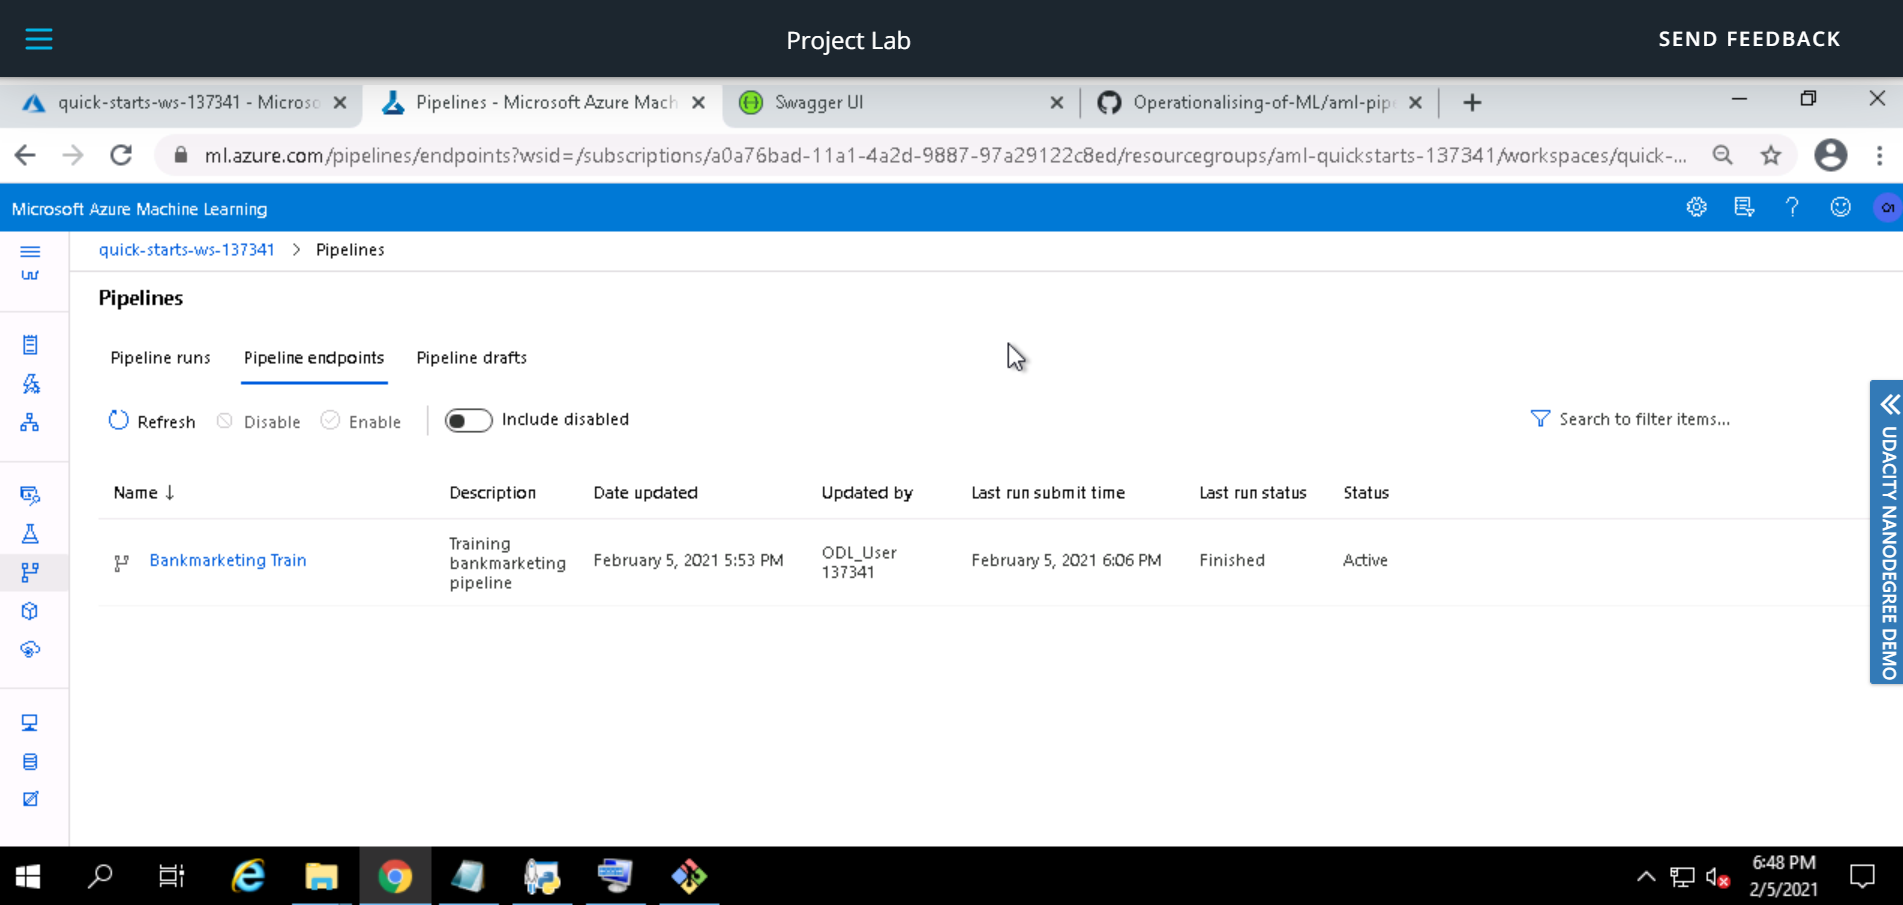 Project Lab
SEND FEEDBACK
quick-starts-ws-137341 - Microso
Pipelines - Microsoft Azure Mach
Swagger UI
Operationalising-of-ML/aml-pip
ml.azure.com/pipelines/endpoints?wsid=/subscriptions/a0a76bad-11a1-4a2d-9887-97a29122c8ed/resourcegroups/aml-quickstarts-137341/workspaces/quick-...
Microsoft Azure Machine Learning
quick-starts-ws-137341 > Pipelines
Pipelines
Pipeline runs
Pipeline endpoints
Pipeline drafts
Refresh
Disable
Enable
Include disabled
Search to filter items...
Name ↓
Description
Date updated
Updated by
Last run submit time
Last run status
Status
Bankmarketing Train
Training
bankmarketing
pipeline
February 5, 2021 5:53 PM
ODL_User
137341
February 5, 2021 6:06 PM
Finished
Active
UDACITY NANODEGREE DEMO
6:48 PM
2/5/2021